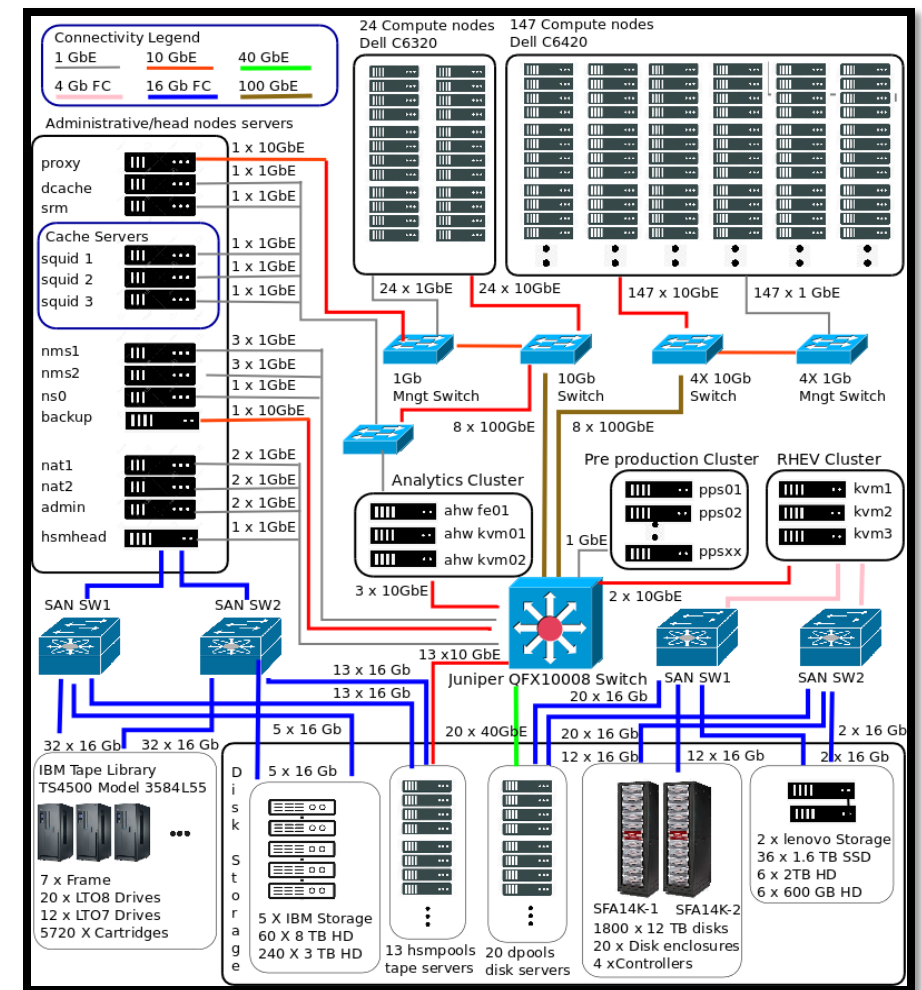 Connectivity Legend
1 GbE
10 GbE
40 GbE
4 Gb FC
16 Gb FC
100 GbE
24 Compute nodes
Dell C6320
147 Compute nodes
Dell C6420
Administrative/head nodes servers
proxy
1 x 10GbE
dcache
1 x 1GbE
srm
1 x 1GbE
Cache Servers
squid 1
1 x 1GbE
squid 2
1 x 1GbE
squid 3
1 x 1GbE
nms1
3 x 1GbE
nms2
3 x 1GbE
ns0
1 x 1GbE
backup
1 x 10GbE
nat1
2 x 1GbE
nat2
2 x 1GbE
admin
2 x 1GbE
hsmhead
1 x 1GbE
24 x 1GbE
24 x 10GbE
147 x 10GbE
147 x 1 GbE
1Gb
Mngt Switch
10Gb
Switch
4X 10Gb
Switch
4X 1Gb
Mngt Switch
8 x 100GbE
8 x 100GbE
Analytics Cluster
ahw fe01
ahw kvm01
ahw kvm02
3 x 10GbE
Pre production Cluster
pps01
pps02
ppsxx
1 GbE
RHEV Cluster
kvm1
kvm2
kvm3
2 x 10GbE
SAN SW1
SAN SW2
13 x10 GbE
Juniper QFX10008 Switch
SAN SW1
SAN SW2
13 x 16 Gb
13 x 16 Gb
20 x 16 Gb
5 x 16 Gb
20 x 40GbE
20 x 16 Gb
2 x 16 Gb
32 x 16 Gb
32 x 16 Gb
12 x 16Gb
12 x 16 Gb
2 x 16 Gb
IBM Tape Library
TS4500 Model 3584L55
7 x Frame
20 x LTO8 Drives
12 x LTO7 Drives
5720 X Cartridges
Disk Storage
5 x 16 Gb
5 X IBM Storage
60 X 8 TB HD
240 X 3 TB HD
13 hsmpools
tape servers
20 dpools
disk servers
SFA14K-1
SFA14K-2
1800 x 12 TB disks
20 x Disk enclosures
4 xControllers
2 x lenovo Storage
36 x 1.6 TB SSD
6 x 2TB HD
6 x 600 GB HD